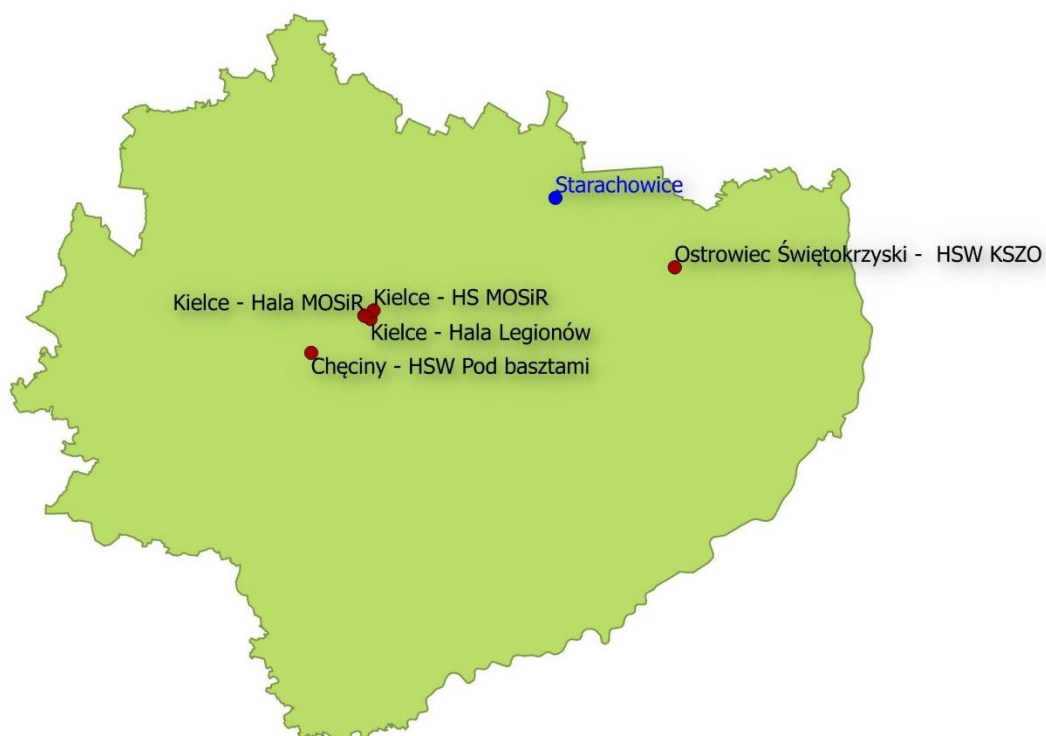 Starachowice
Ostrowiec Świętokrzyski -  HSW KSZO
Kielce - Hala MOSiR
Kielce - HS MOSiR
Kielce - Hala Legionów
Chęciny - HSW Pod basztami